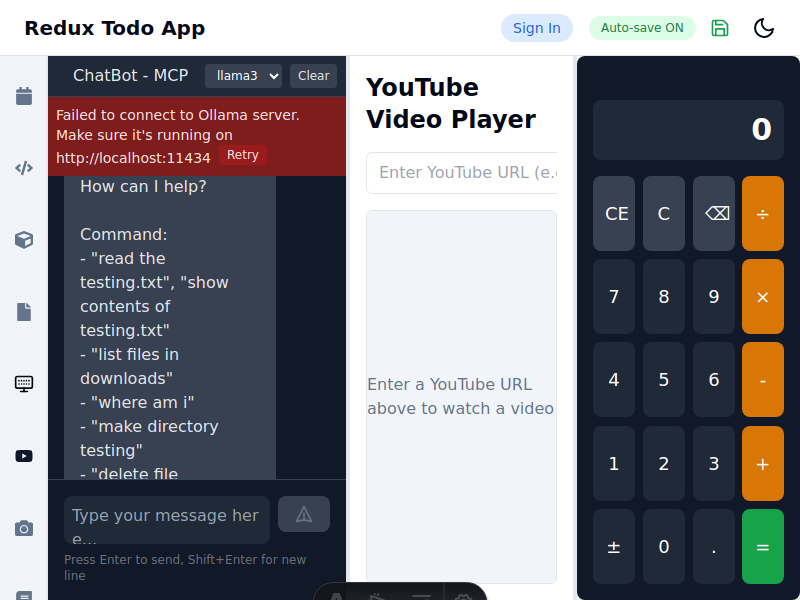 Redux Todo App
Sign In
Auto-save ON
ChatBot - MCP
llama3
Clear
Failed to connect to Ollama server.
Make sure it's running on
http://localhost:11434
Retry
How can I help?
Command:
- "read the
testing.txt", "show
contents of
testing.txt"
- "list files in
downloads"
- "where am i"
- "make directory
testing"
- "delete file
Type your message her
e...
Press Enter to send, Shift+Enter for new
line
YouTube
Video Player
Enter YouTube URL (e.
Enter a YouTube URL
above to watch a video
0
CE
C
⌫
÷
7
8
9
×
4
5
6
-
1
2
3
+
±
0
.
=